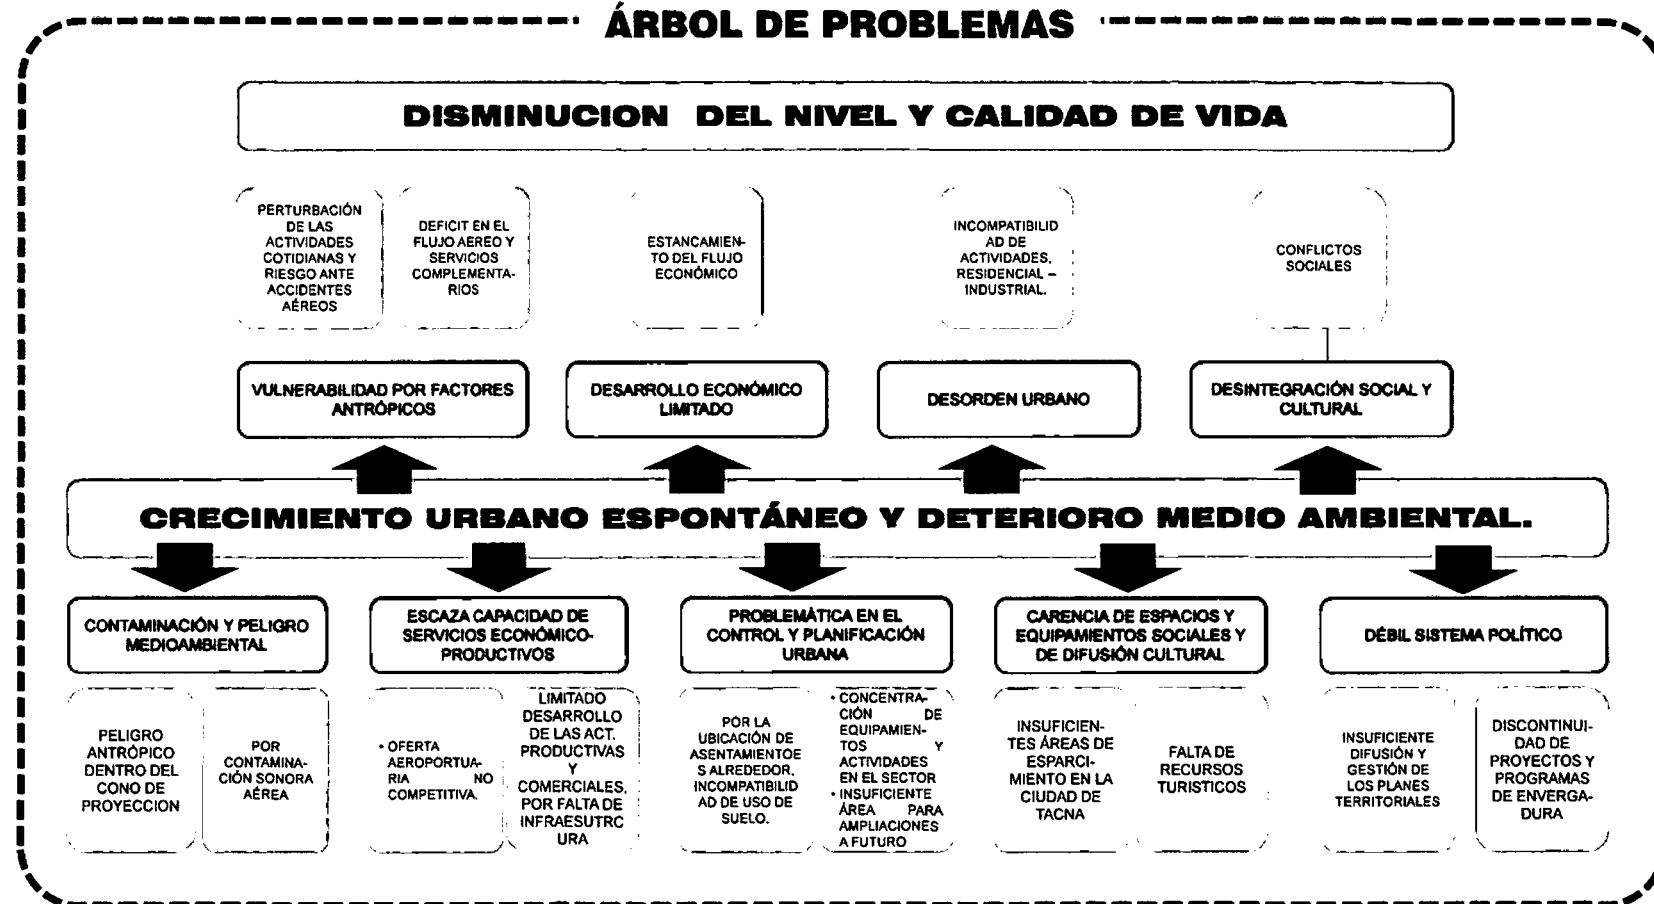 ÁRBOL DE PROBLEMAS
DISMINUCION DEL NIVEL Y CALIDAD DE VIDA
PERTURBACIÓN
DE LAS
ACTIVIDADES
COTIDIANAS Y
RIESGO ANTE
ACCIDENTES
AÉREOS
DEFICIT EN EL
FLUJO AEREO Y
SERVICIOS
COMPLEMENTA-
RIOS
ESTANCAMIEN-
TO DEL FLUJO
ECONÓMICO
INCOMPATIBILID
AD DE
ACTIVIDADES,
RESIDENCIAL –
INDUSTRIAL.
CONFLICTOS
SOCIALES
VULNERABILIDAD POR FACTORES
ANTRÓPICOS
DESARROLLO ECONÓMICO
LIMITADO
DESORDEN URBANO
DESINTEGRACIÓN SOCIAL Y
CULTURAL
CRECIMIENTO URBANO ESPONTÁNEO Y DETERIORO MEDIO AMBIENTAL.
CONTAMINACIÓN Y PELIGRO
MEDIOAMBIENTAL
ESCAZA CAPACIDAD DE
SERVICIOS ECONÓMICO-
PRODUCTIVOS
PROBLEMÁTICA EN EL
CONTROL Y PLANIFICACIÓN
URBANA
CARENCIA DE ESPACIOS Y
EQUIPAMIENTOS SOCIALES Y
DE DIFUSIÓN CULTURAL
DÉBIL SISTEMA POLÍTICO
PELIGRO
ANTRÓPICO
DENTRO DEL
CONO DE
PROYECCION
POR
CONTAMINA-
CIÓN SONORA
AÉREA
• OFERTA
AEROPORTUA-
RIA NO
COMPETITIVA.
LIMITADO
DESARROLLO
DE LAS ACT.
PRODUCTIVAS
Y
COMERCIALES,
POR FALTA DE
INFRAESUTRC
URA
POR LA
UBICACIÓN DE
ASENTAMIENTOE
S ALREDEDOR,
INCOMPATIBILID
AD DE USO DE
SUELO.
• CONCENTRA-
CIÓN DE
EQUIPAMIEN-
TOS Y
ACTIVIDADES
EN EL SECTOR
• INSUFICIENTE
ÁREA PARA
AMPLIACIONES
A FUTURO
INSUFICIEN-
TES ÁREAS DE
ESPARCI-
MIENTO EN LA
CIUDAD DE
TACNA
FALTA DE
RECURSOS
TURISTICOS
INSUFICIENTE
DIFUSIÓN Y
GESTIÓN DE
LOS PLANES
TERRITORIALES
DISCONTINUI-
DAD DE
PROYECTOS Y
PROGRAMAS
DE ENVERGA-
DURA